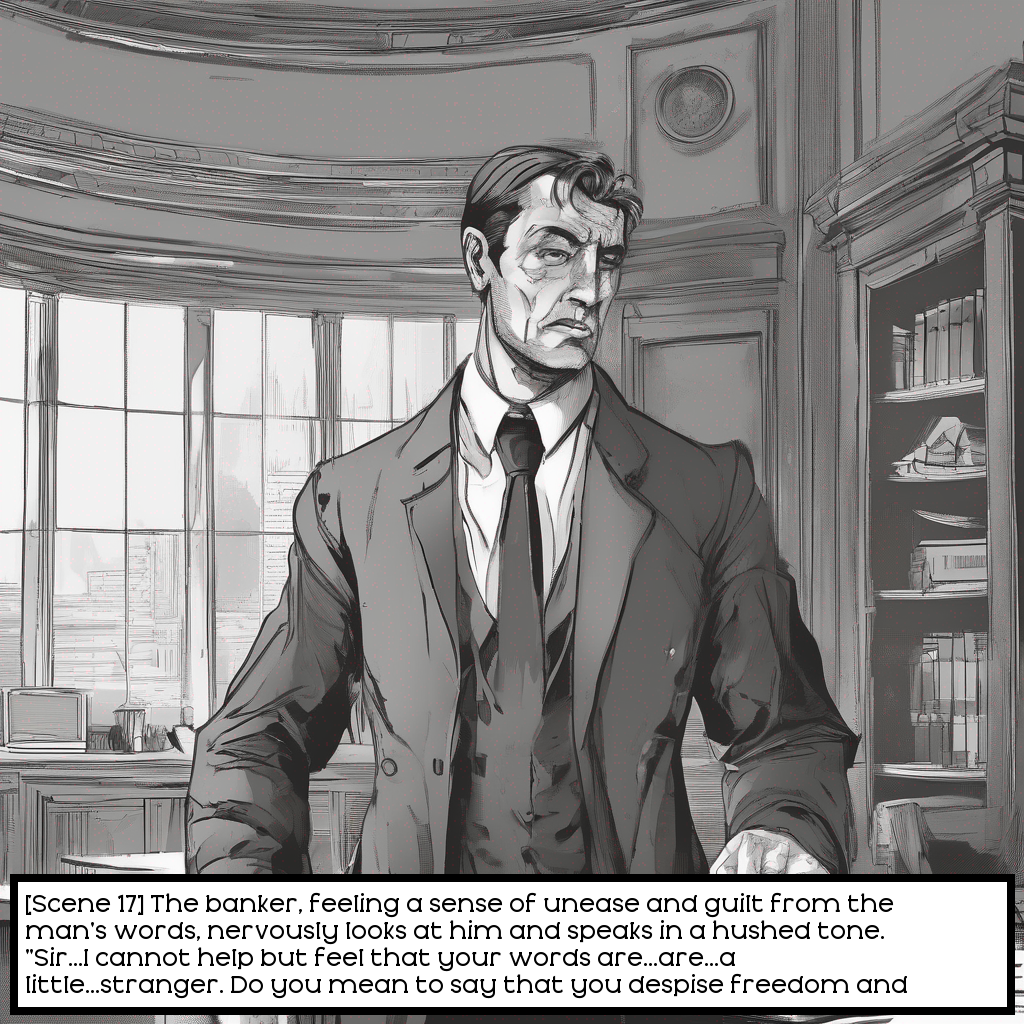 [Scene 17] The banker, feeling a sense of unease and guilt from the
man's words, nervously looks at him and speaks in a hushed tone.
"Sir...I cannot help but feel that your words are...are...a
little...stranger. Do you mean to say that you despise freedom and